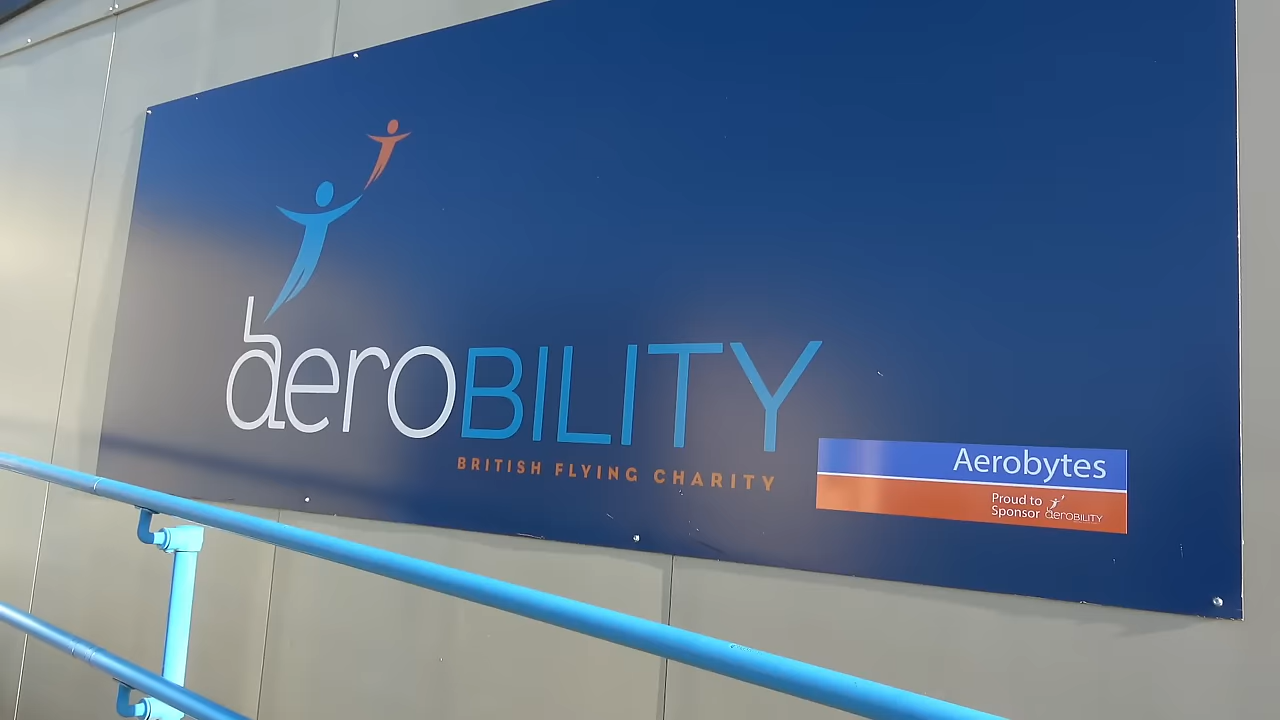 aeroBILITY
BRITISH FLYING CHARITY
Aerobytes
Proud to
Sponsor aeroBILITY